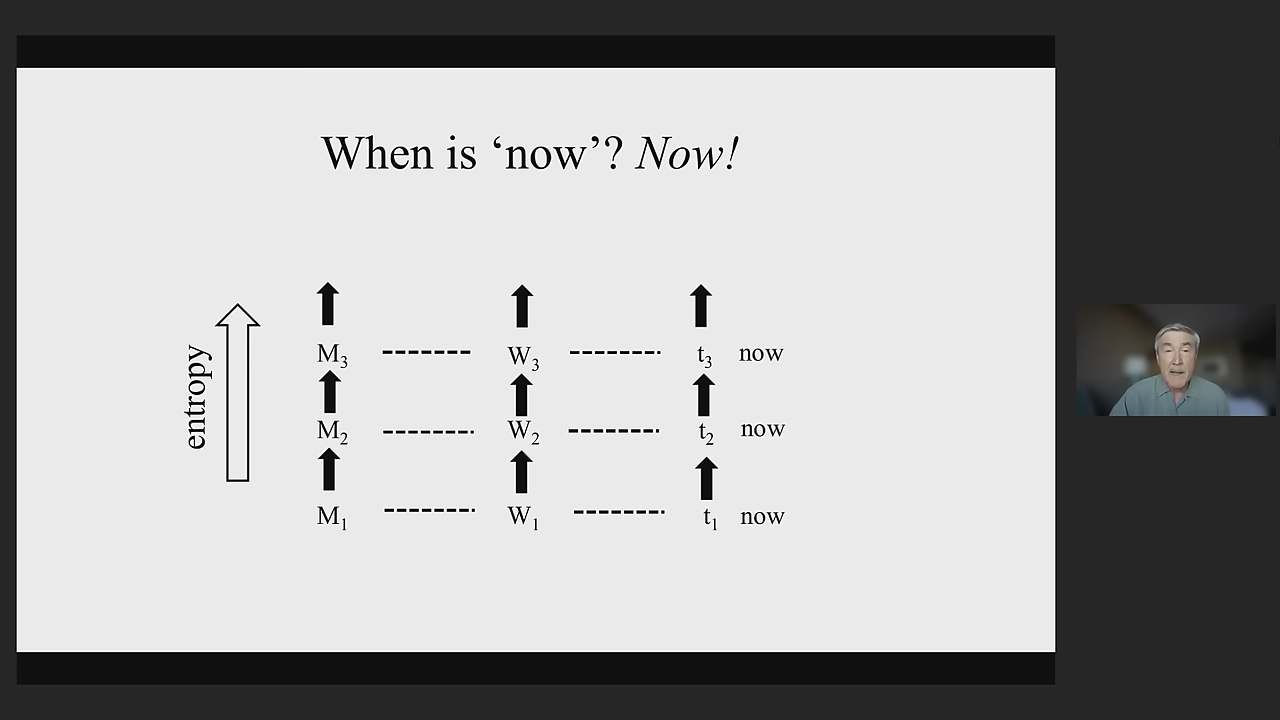 When is ‘now’? Now!
entropy
M₃ W₃ t₃ now
M₂ W₂ t₂ now
M₁ W₁ t₁ now